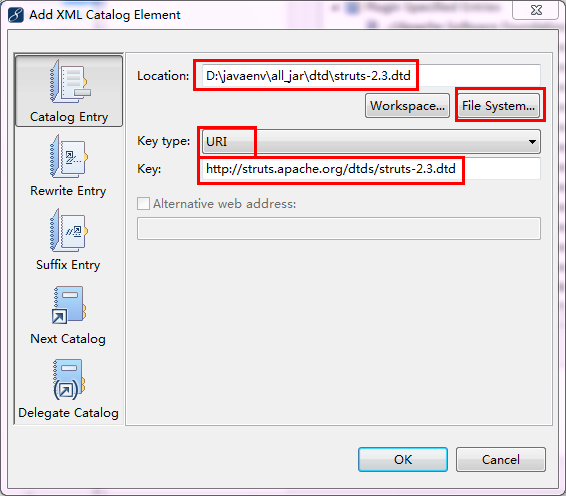 Add XML Catalog Element
Catalog Entry
Rewrite Entry
Suffix Entry
Next Catalog
Delegate Catalog
Location: D:\javaenv\all_jar\dtd\struts-2.3.dtd
Workspace... File System...
Key type: URI
Key: http://struts.apache.org/dtds/struts-2.3.dtd
Alternative web address:
OK Cancel